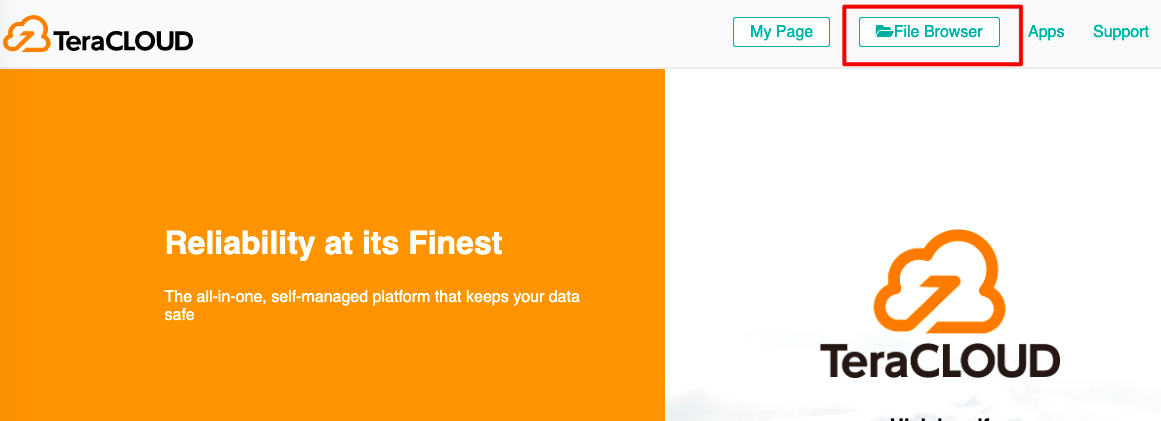 TeraCLOUD
My Page
File Browser
Apps
Support
Reliability at its Finest
The all-in-one, self-managed platform that keeps your data
safe
TeraCLOUD